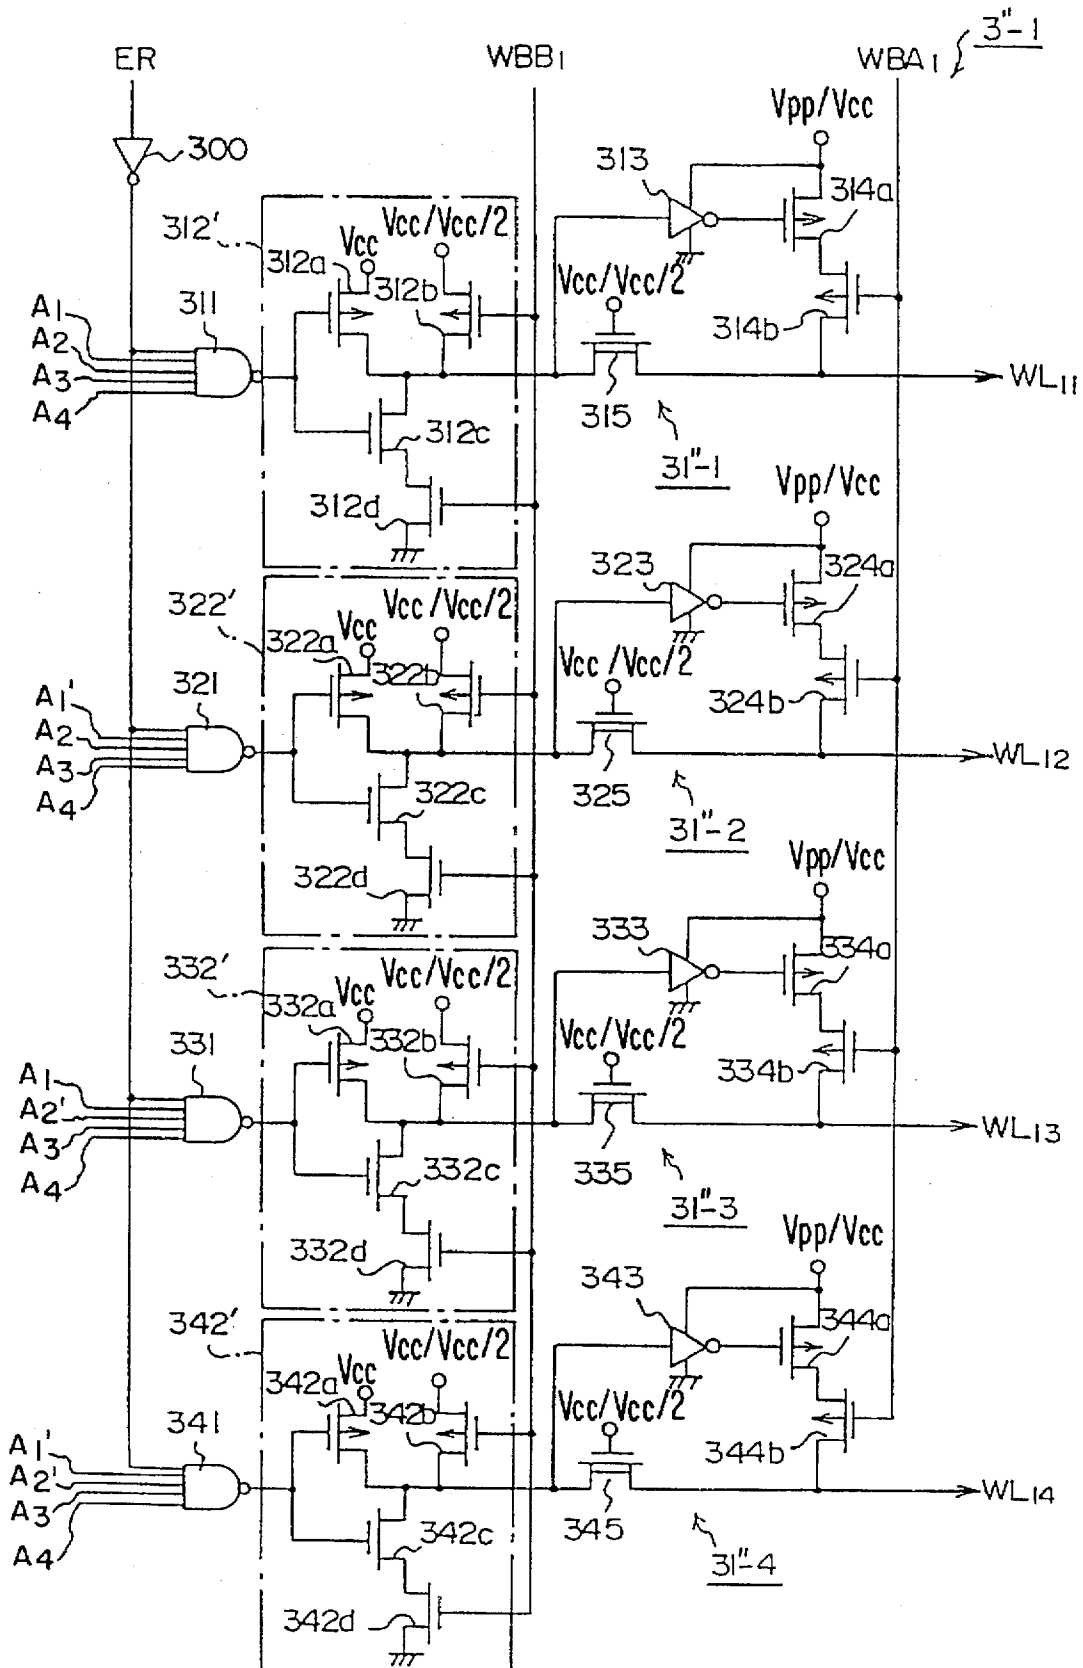 3"-1
ER
WBB1
WBA1
Vpp/Vcc
300
313
314a
312'
Vcc/Vcc/2
Vcc
312a
312b
Vcc/Vcc/2
A1
A2
A3
A4
311
314b
WL11
315
312c
31"-1
312d
Vpp/Vcc
323
324a
322'
Vcc/Vcc/2
Vcc
322a
322b
Vcc/Vcc/2
A1'
A2
A3
A4
321
324b
WL12
325
322c
31"-2
322d
Vpp/Vcc
333
334a
332'
Vcc/Vcc/2
Vcc
332a
332b
Vcc/Vcc/2
A1
A2'
A3
A4
331
334b
WL13
335
332c
31"-3
332d
Vpp/Vcc
343
344a
342'
Vcc/Vcc/2
Vcc
342a
342b
Vcc/Vcc/2
A1'
A2'
A3
A4
341
344b
WL14
345
342c
31"-4
342d